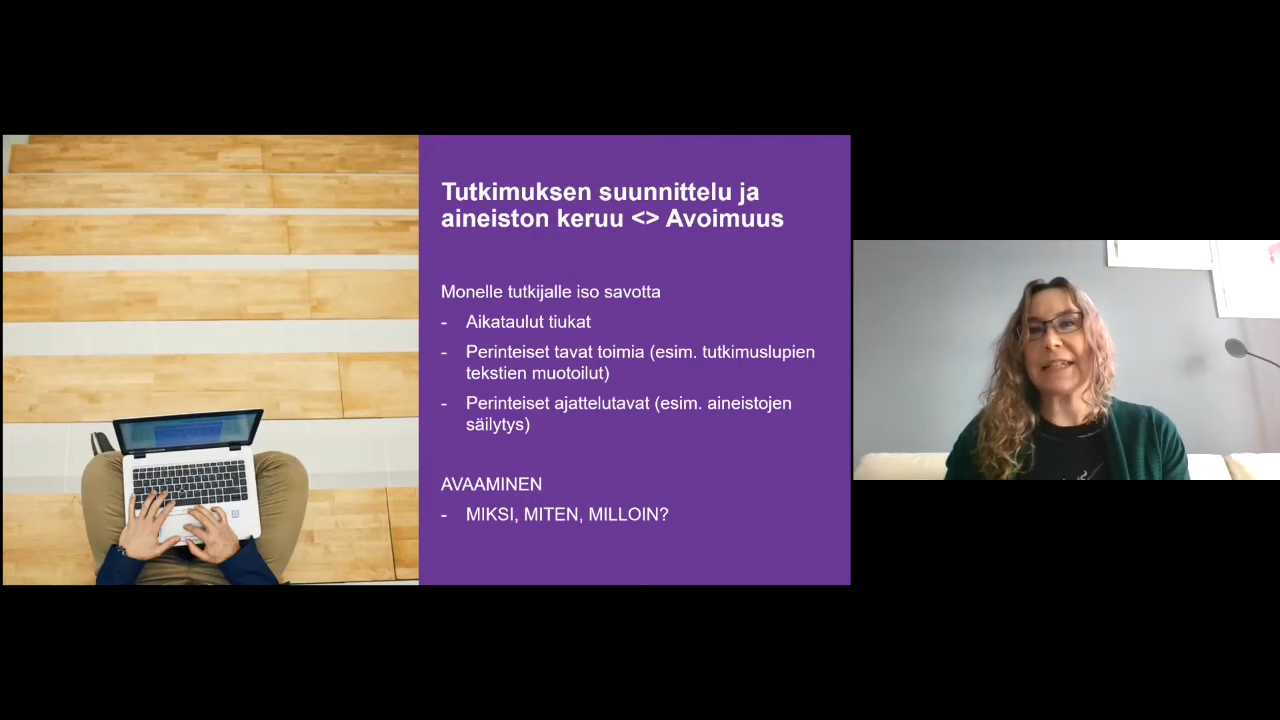 Tutkimuksen suunnittelu ja
aineiston keruu <> Avoimuus
Monelle tutkijalle iso savotta
- Aikataulut tiukat
- Perinteiset tavat toimia (esim. tutkimuslupien
tekstien muotoilut)
- Perinteiset ajattelutavat (esim. aineistojen
säilytys)
AVAAMINEN
- MIKSI, MITEN, MILLOIN?